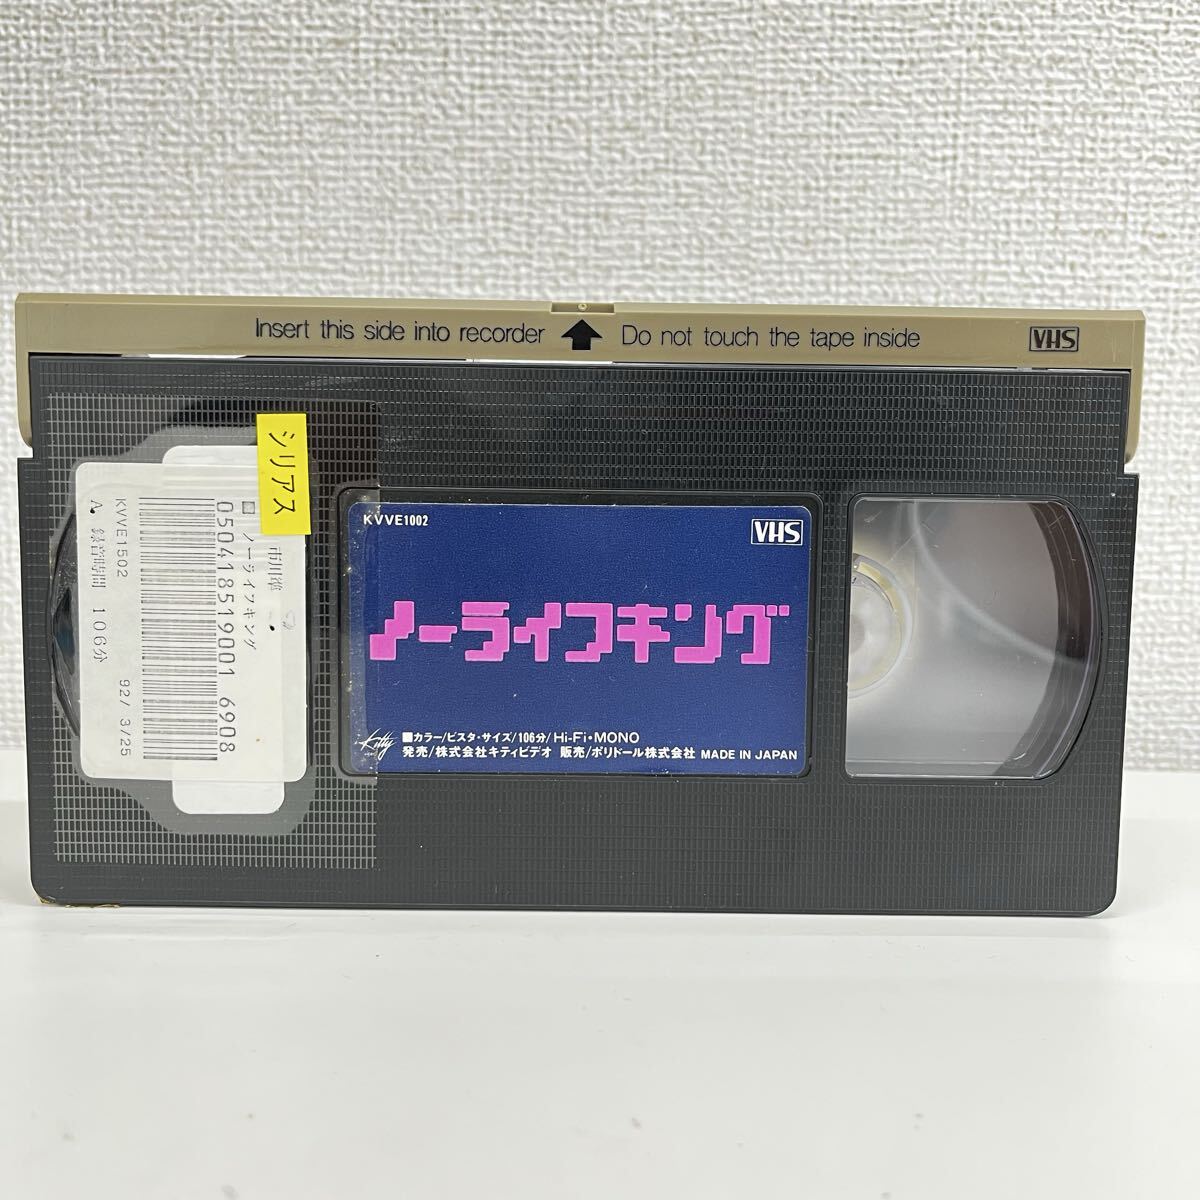 Insert this side into recorder
Do not touch the tape inside
VHS
シリアス
市川準
ノーライフキング
050418519001 6908
KVVE1502
92/3/25
A. 録音時間 106分
KVVE1002
VHS
ノーライフキング
Kitty
■カラー/ビスタ・サイズ/106分/Hi-Fi・MONO
発売/株式会社キティビデオ 販売/ポリドール株式会社 MADE IN JAPAN